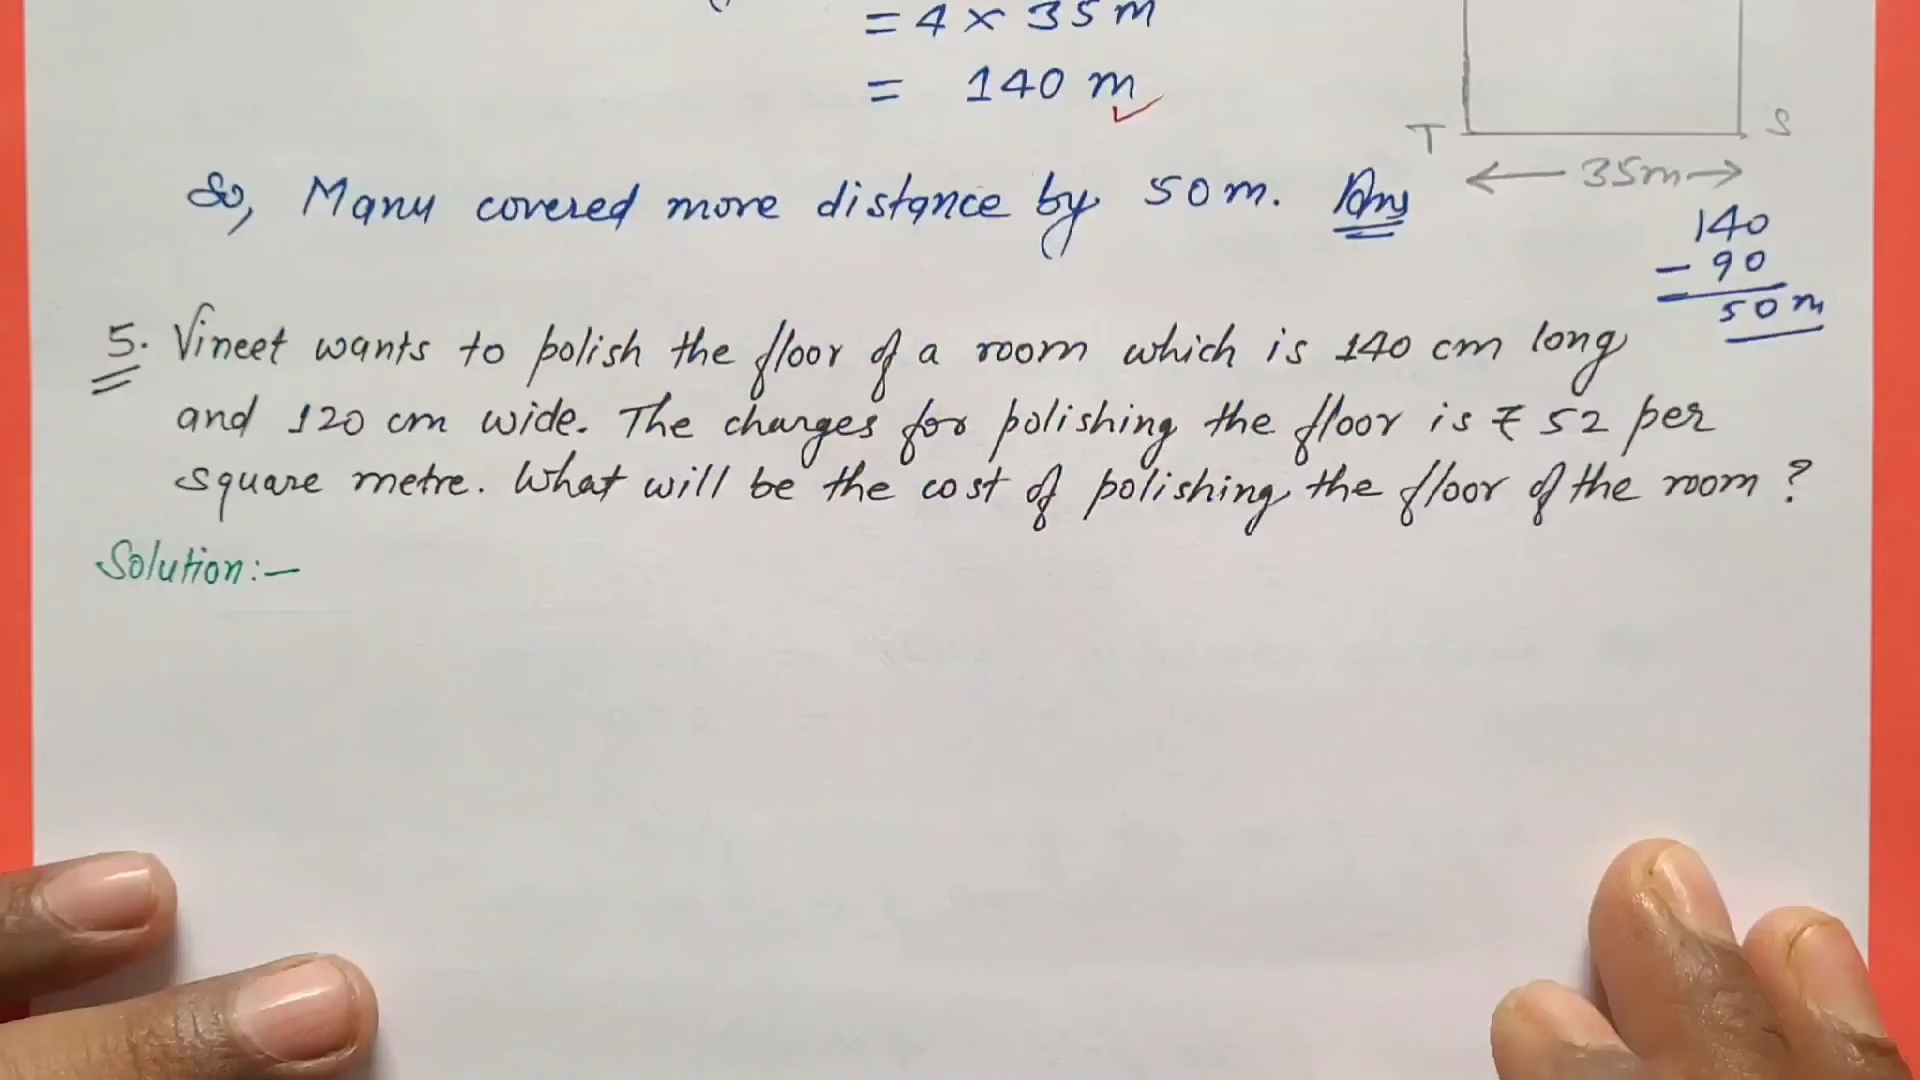 = 4 × 35 m
= 140 m
T S
35m
So, Manu covered more distance by 50 m. Ans
140
- 90
50 m
5. Vineet wants to polish the floor of a room which is 140 cm long
and 120 cm wide. The charges for polishing the floor is ₹ 52 per
square metre. What will be the cost of polishing the floor of the room ?
Solution:-